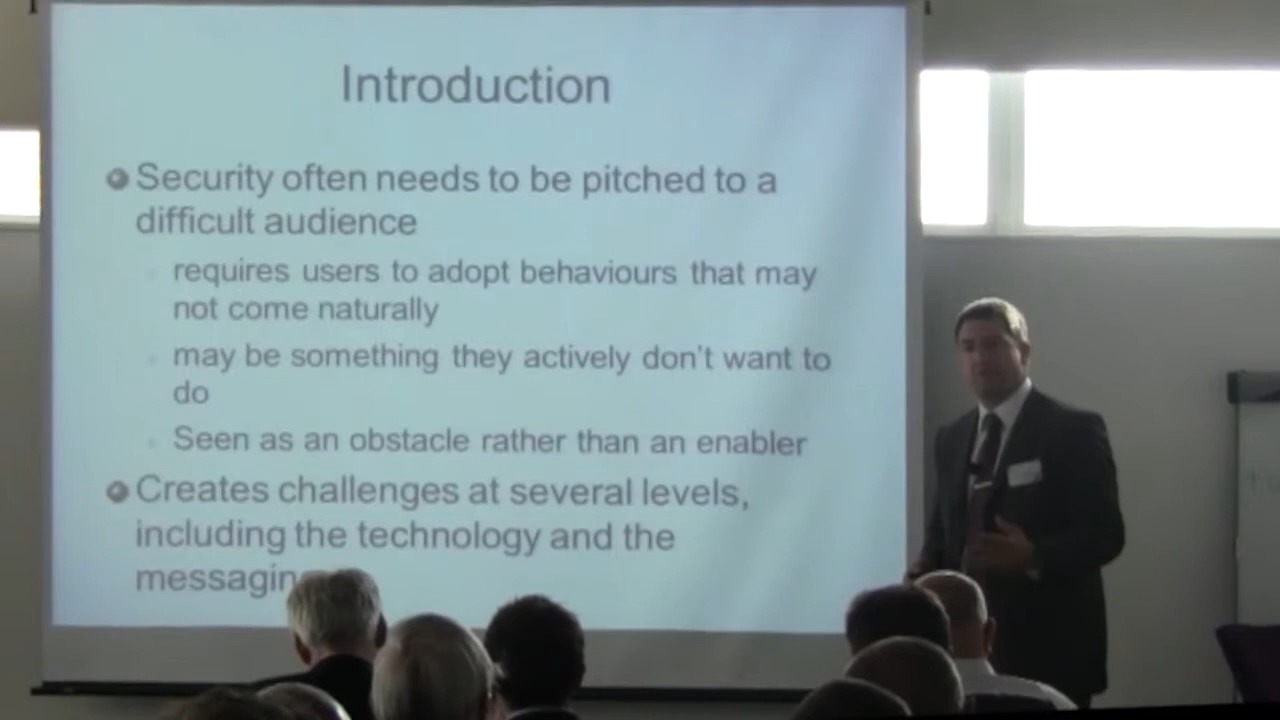 Introduction
Security often needs to be pitched to a
difficult audience
requires users to adopt behaviours that may
not come naturally
may be something they actively don't want to
do
Seen as an obstacle rather than an enabler
Creates challenges at several levels,
including the technology and the
messagin